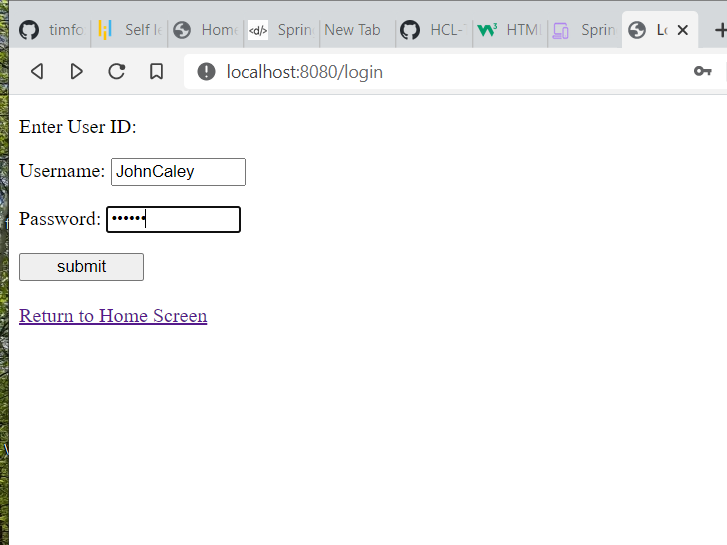 timfo
Self le
Home
</>
Sprin
New Tab
HCL-
HTML
Sprin
Lo
localhost:8080/login
Enter User ID:
Username: JohnCaley
Password: ••••••
submit
Return to Home Screen